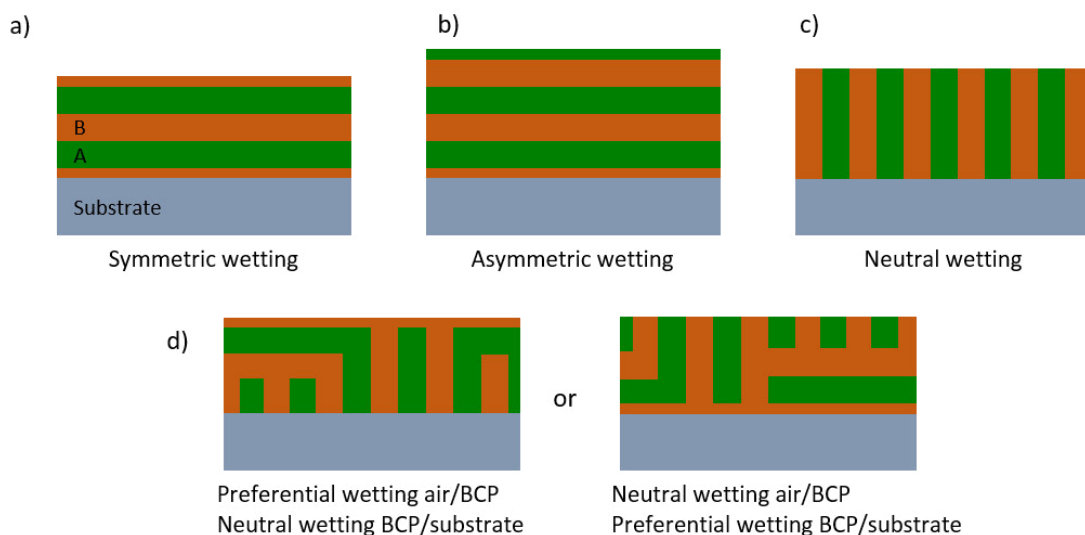 a)
b)
c)
B
A
Substrate
Symmetric wetting
Asymmetric wetting
Neutral wetting
d)
or
Preferential wetting air/BCP
Neutral wetting BCP/substrate
Neutral wetting air/BCP
Preferential wetting BCP/substrate